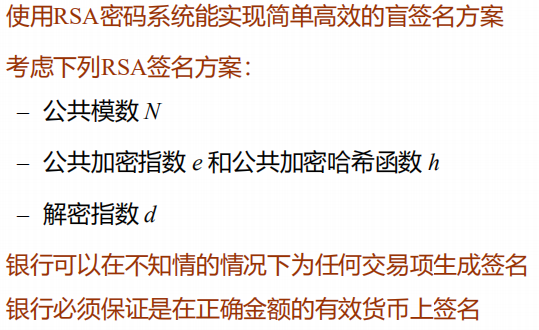 使用RSA密码系统能实现简单高效的盲签名方案
考虑下列RSA签名方案：
– 公共模数 N
– 公共加密指数 e 和公共加密哈希函数 h
– 解密指数 d
银行可以在不知情的情况下为任何交易项生成签名
银行必须保证是在正确金额的有效货币上签名